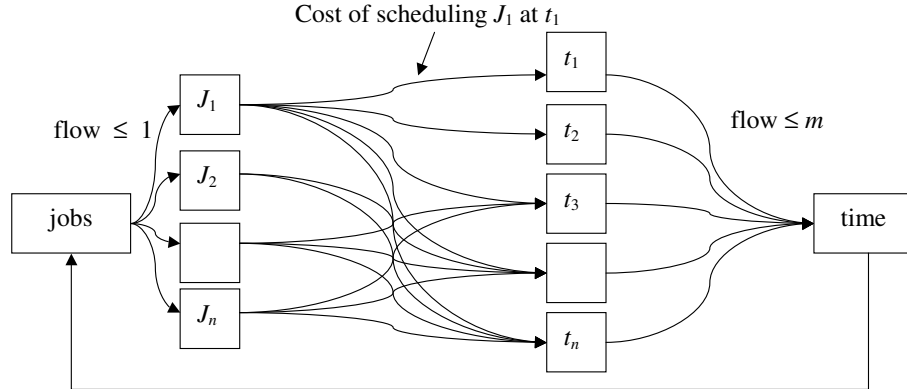 Cost of scheduling J₁ at t₁
t₁
J₁
flow ≤ 1
t₂
flow ≤ m
J₂
t₃
jobs
time
Jₙ
tₙ